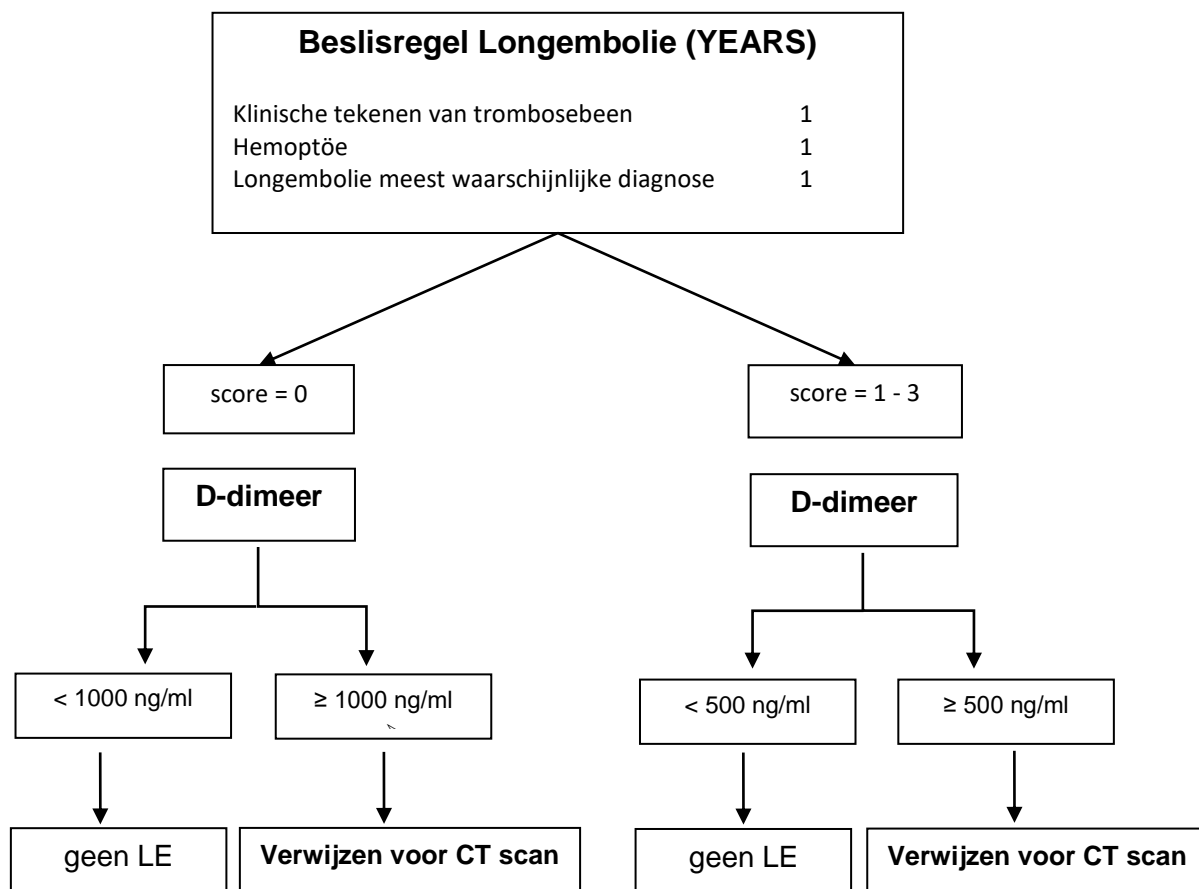 Beslisregel Longembolie (YEARS)
Klinische tekenen van trombosebeen 1
Hemoptöe 1
Longembolie meest waarschijnlijke diagnose 1
score = 0
score = 1 - 3
D-dimeer
D-dimeer
< 1000 ng/ml
≥ 1000 ng/ml
< 500 ng/ml
≥ 500 ng/ml
geen LE
Verwijzen voor CT scan
geen LE
Verwijzen voor CT scan